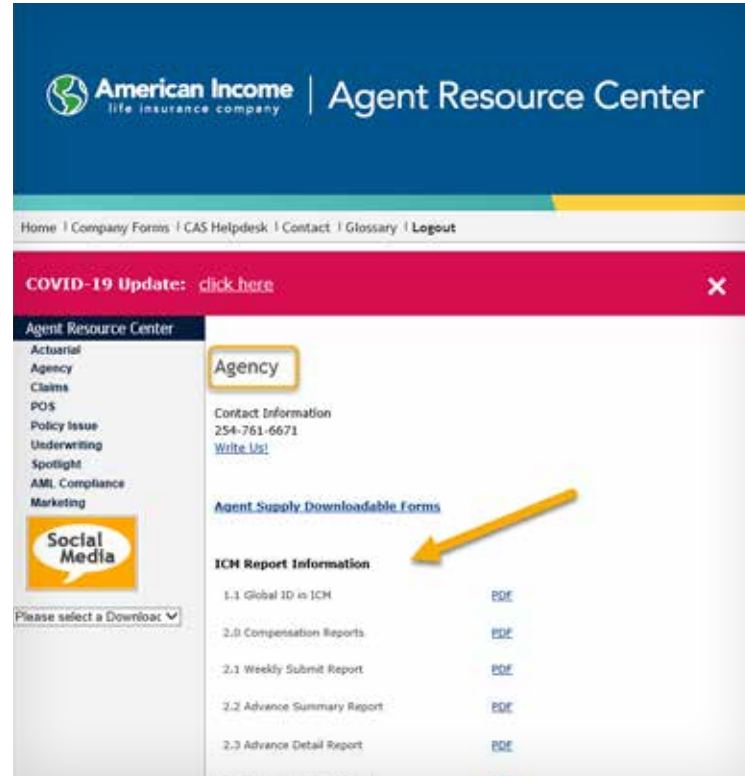 American Income
life insurance company
Agent Resource Center
Home | Company Forms | CAS Helpdesk | Contact | Glossary | Logout
COVID-19 Update: click here
Agent Resource Center
Actuarial
Agency
Claims
POS
Policy Issue
Underwriting
Spotlight
AML Compliance
Marketing
Social
Media
Please select a Downloac
Agency
Contact Information
254-761-6671
Write Us!
Agent Supply Downloadable Forms
ICM Report Information
1.1 Global ID in ICM PDF
2.0 Compensation Reports PDF
2.1 Weekly Submit Report PDF
2.2 Advance Summary Report PDF
2.3 Advance Detail Report PDF